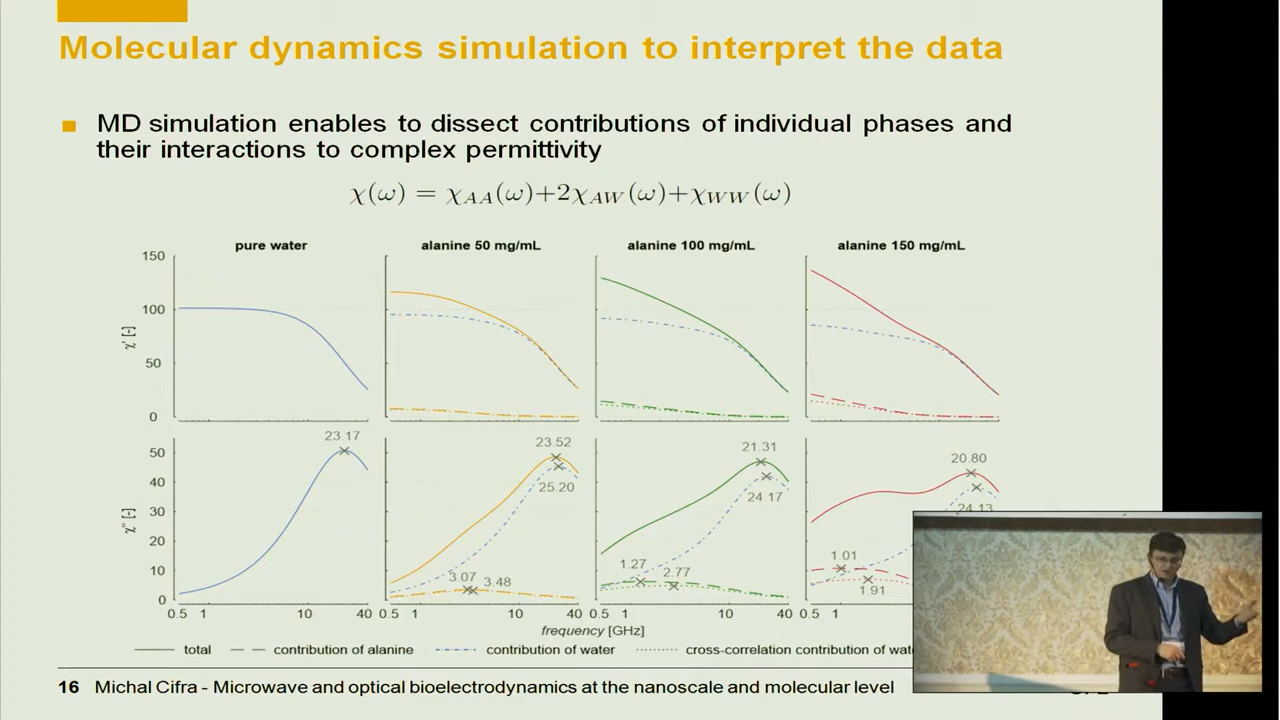 Molecular dynamics simulation to interpret the data
MD simulation enables to dissect contributions of individual phases and
their interactions to complex permittivity
χ(ω) = χAA(ω)+2χAW(ω)+χWW(ω)
pure water
alanine 50 mg/mL
alanine 100 mg/mL
alanine 150 mg/mL
150
100
50
0
χ' [-]
23.17
23.52
25.20
21.31
24.17
20.80
24.13
50
40
30
20
10
0
χ'' [-]
3.07
3.48
1.27
2.77
1.01
1.91
0.5 1 10 40
0.5 1 10 40
0.5 1 10 40
0.5 1
frequency [GHz]
total
contribution of alanine
contribution of water
cross-correlation contribution of
16 Michal Cifra - Microwave and optical bioelectrodynamics at the nanoscale and molecular level